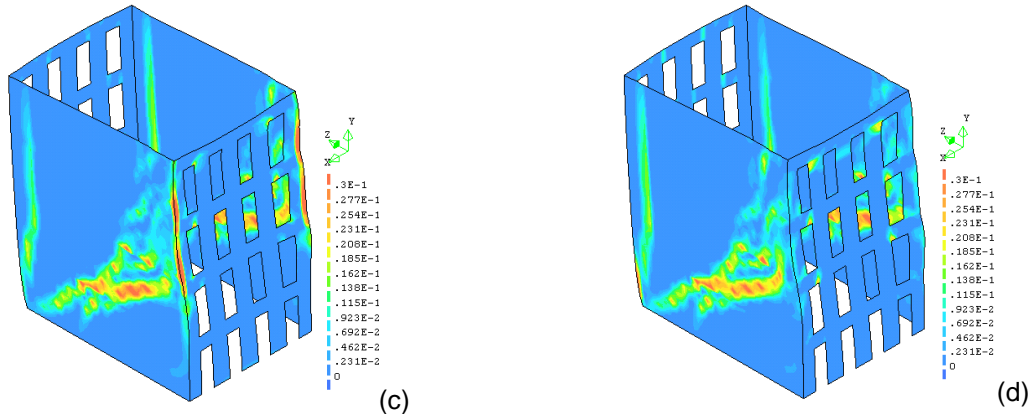 Y
Z
X
.3E-1
.277E-1
.254E-1
.231E-1
.208E-1
.185E-1
.162E-1
.138E-1
.115E-1
.923E-2
.692E-2
.462E-2
.231E-2
0
(c)
Y
Z
X
.3E-1
.277E-1
.254E-1
.231E-1
.208E-1
.185E-1
.162E-1
.138E-1
.115E-1
.923E-2
.692E-2
.462E-2
.231E-2
0
(d)